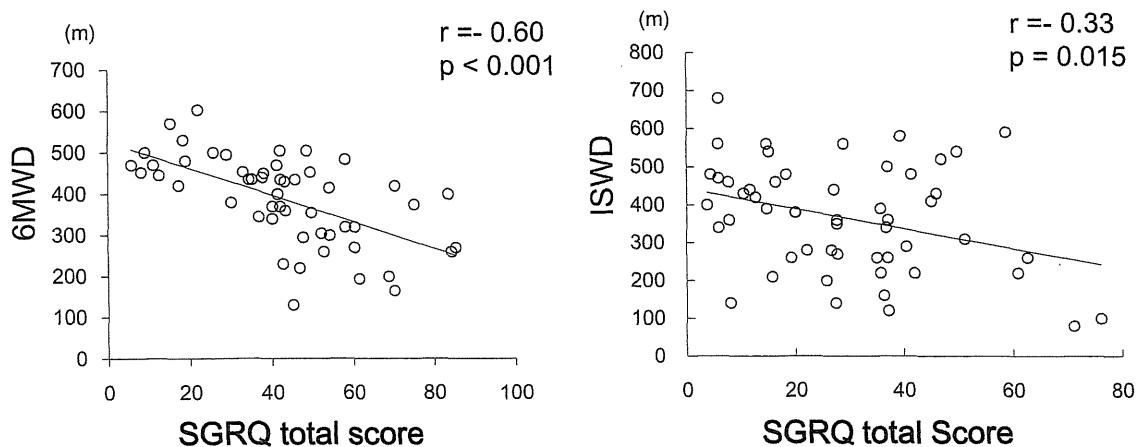 (m)
r =- 0.60
p < 0.001
700
600
500
400
300
200
100
0
6MWD
0 20 40 60 80 100
SGRQ total score
(m)
r =- 0.33
p = 0.015
800
700
600
500
400
300
200
100
0
ISWD
0 20 40 60 80
SGRQ total Score